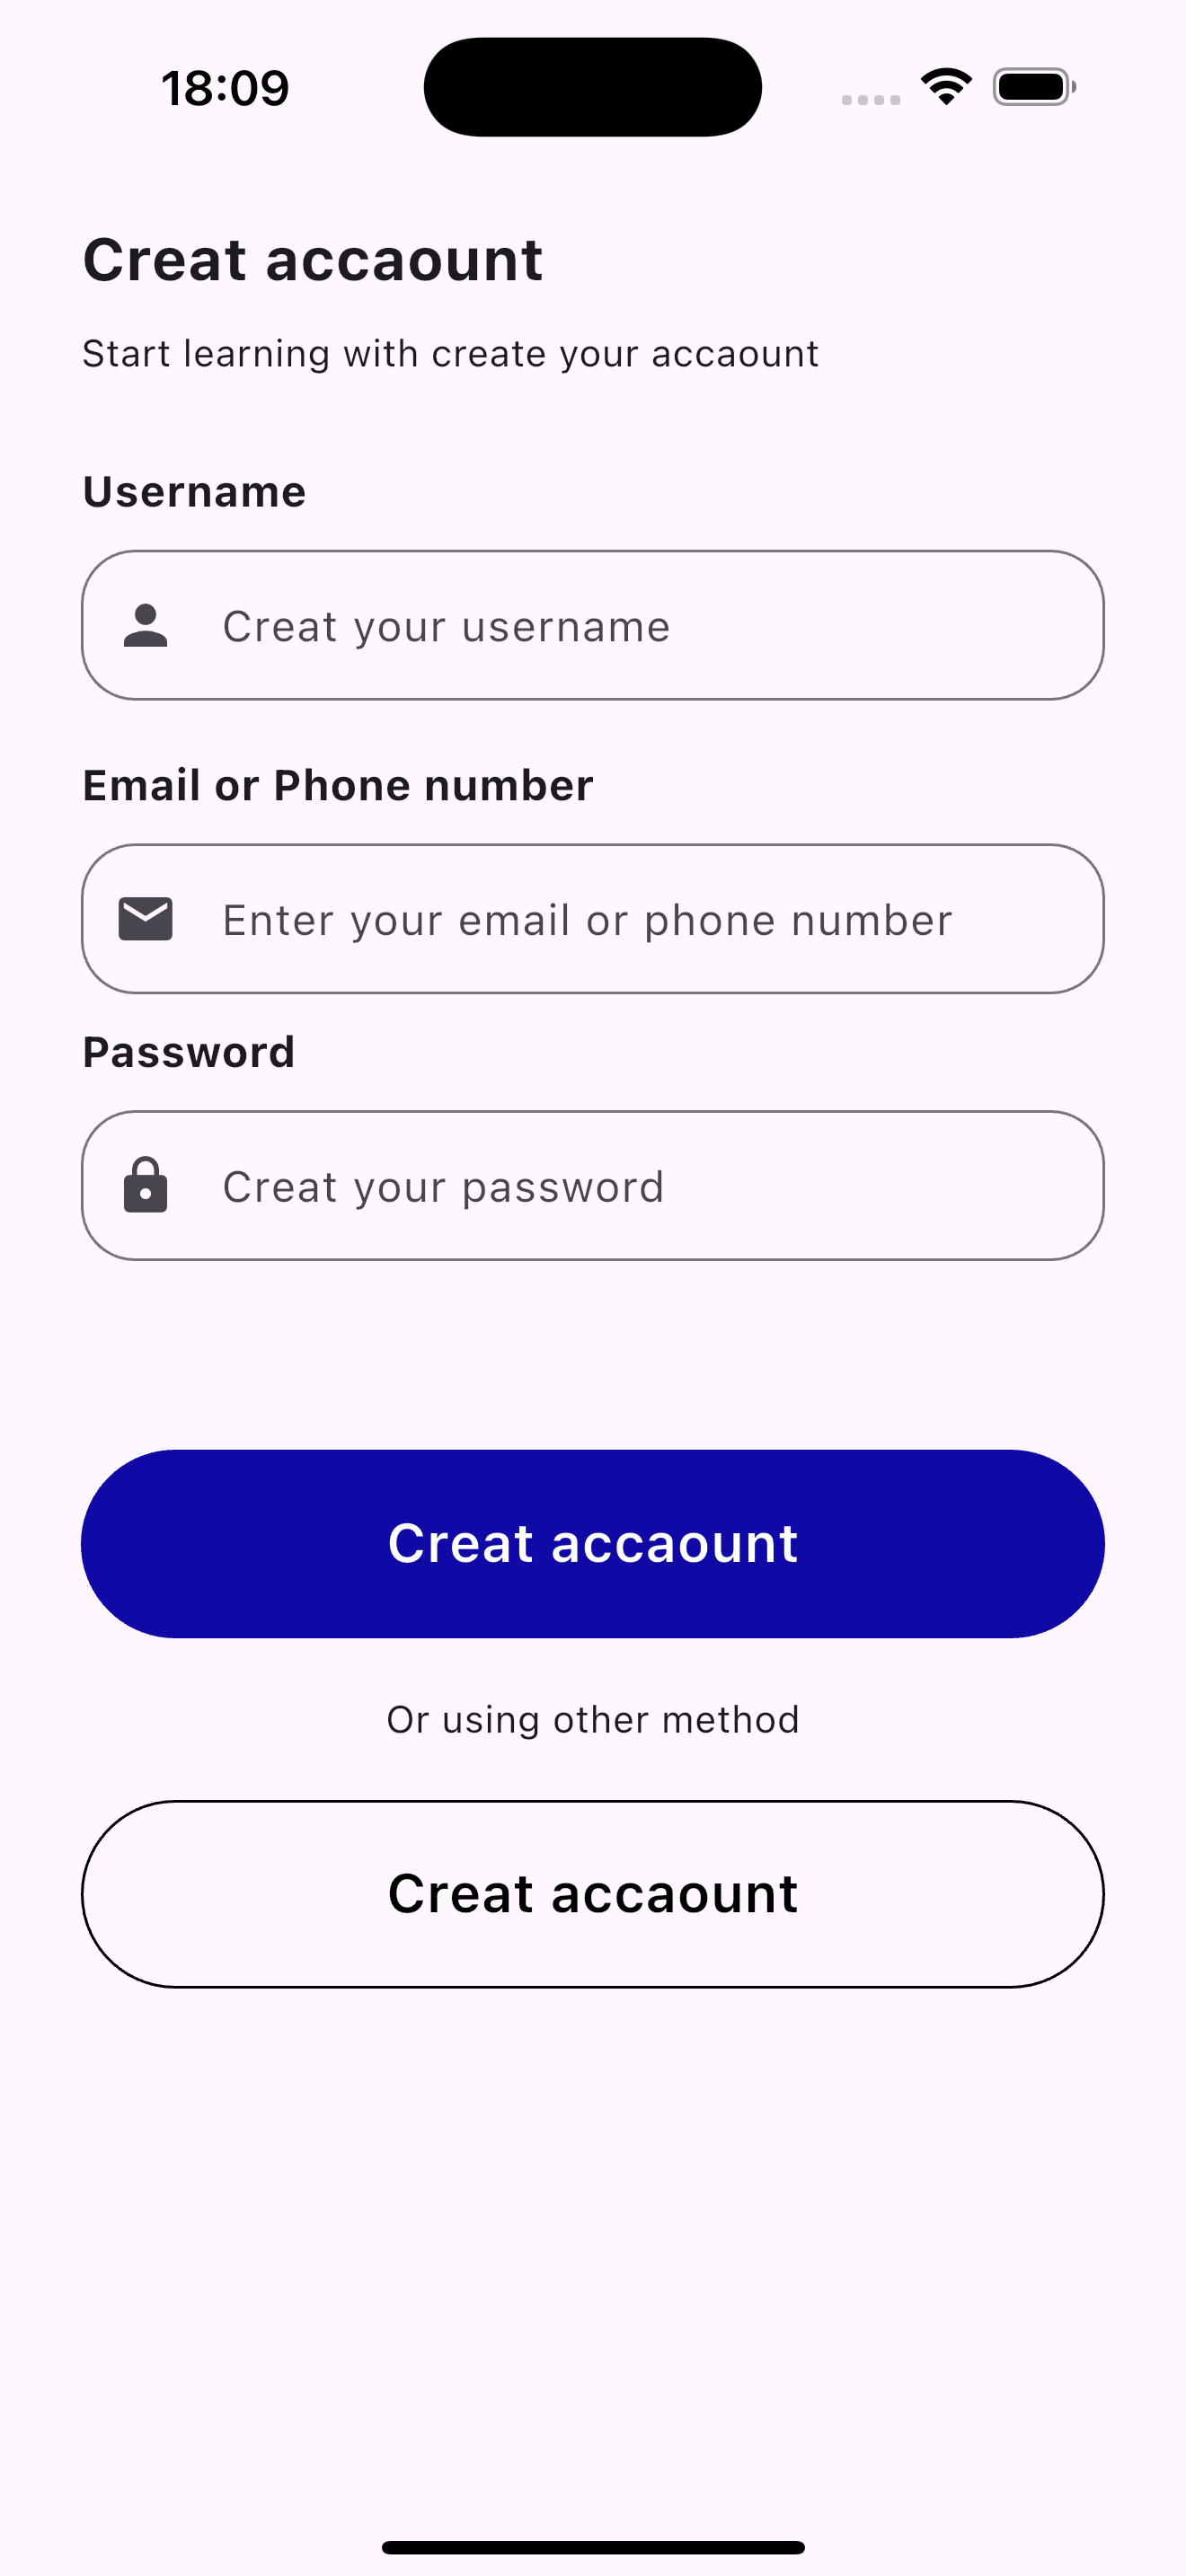 18:09
Creat accaount
Start learning with create your accaount
Username
Creat your username
Email or Phone number
Enter your email or phone number
Password
Creat your password
Creat accaount
Or using other method
Creat accaount